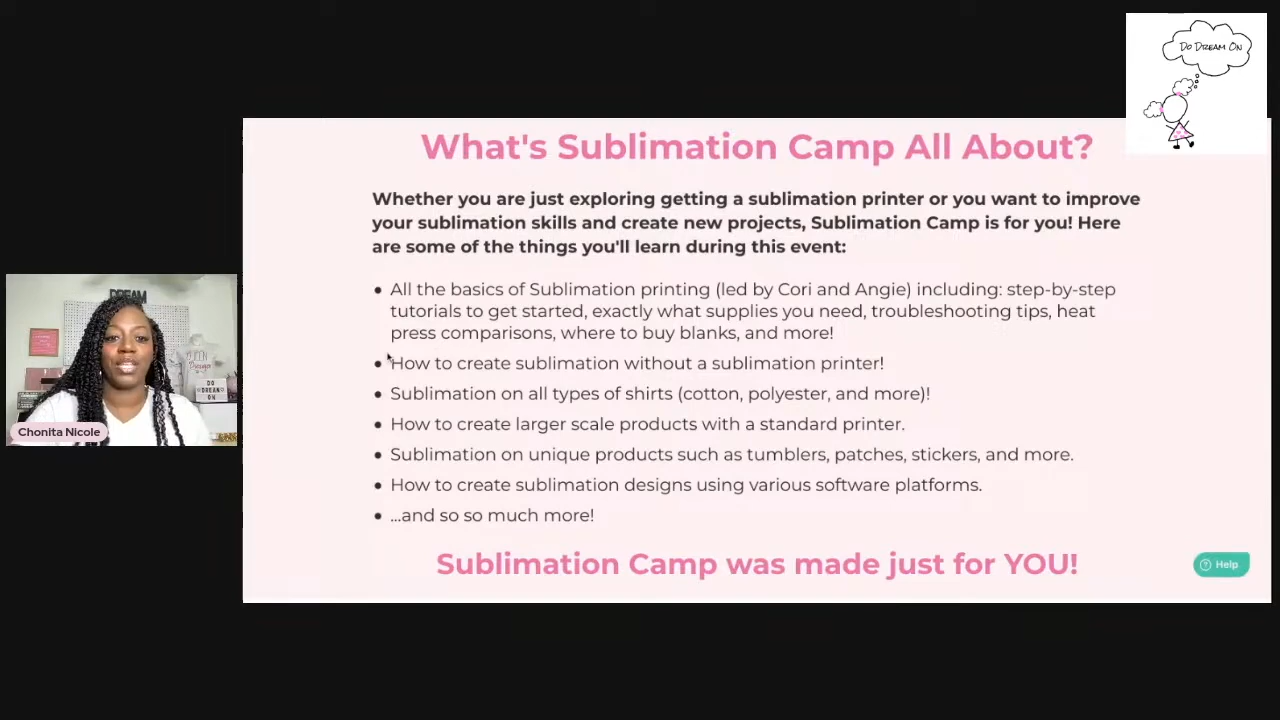 Do Dream On
What's Sublimation Camp All About?
Whether you are just exploring getting a sublimation printer or you want to improve
your sublimation skills and create new projects, Sublimation Camp is for you! Here
are some of the things you'll learn during this event:
• All the basics of Sublimation printing (led by Cori and Angie) including: step-by-step
tutorials to get started, exactly what supplies you need, troubleshooting tips, heat
press comparisons, where to buy blanks, and more!
• How to create sublimation without a sublimation printer!
• Sublimation on all types of shirts (cotton, polyester, and more)!
• How to create larger scale products with a standard printer.
• Sublimation on unique products such as tumblers, patches, stickers, and more.
• How to create sublimation designs using various software platforms.
• ...and so so much more!
Sublimation Camp was made just for YOU!
Help
DREAM
DO
DREAM
ON
Chonita Nicole